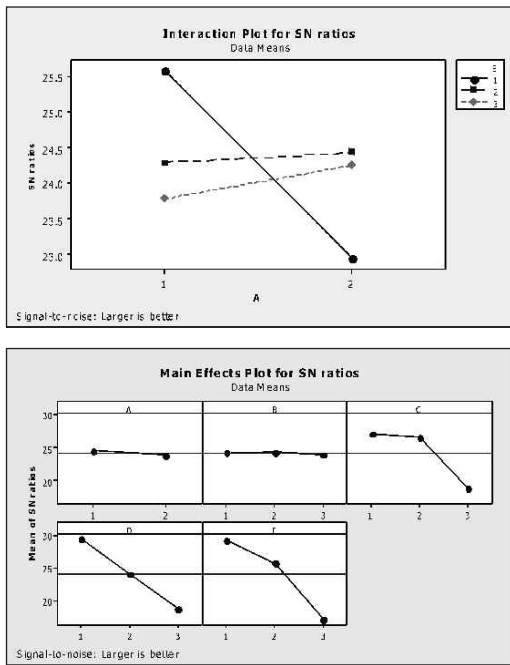 Interaction Plot for SN ratios
Data Means
25.5
25.0
24.5
24.0
23.5
23.0
SN ratios
1
2
A
1
2
3
Signal-to-noise: Larger is better
Main Effects Plot for SN ratios
Data Means
Mean of SN ratios
A
B
C
30
25
20
1
2
1
2
3
1
2
3
D
30
25
20
1
2
3
1
2
3
Signal-to-noise: Larger is better